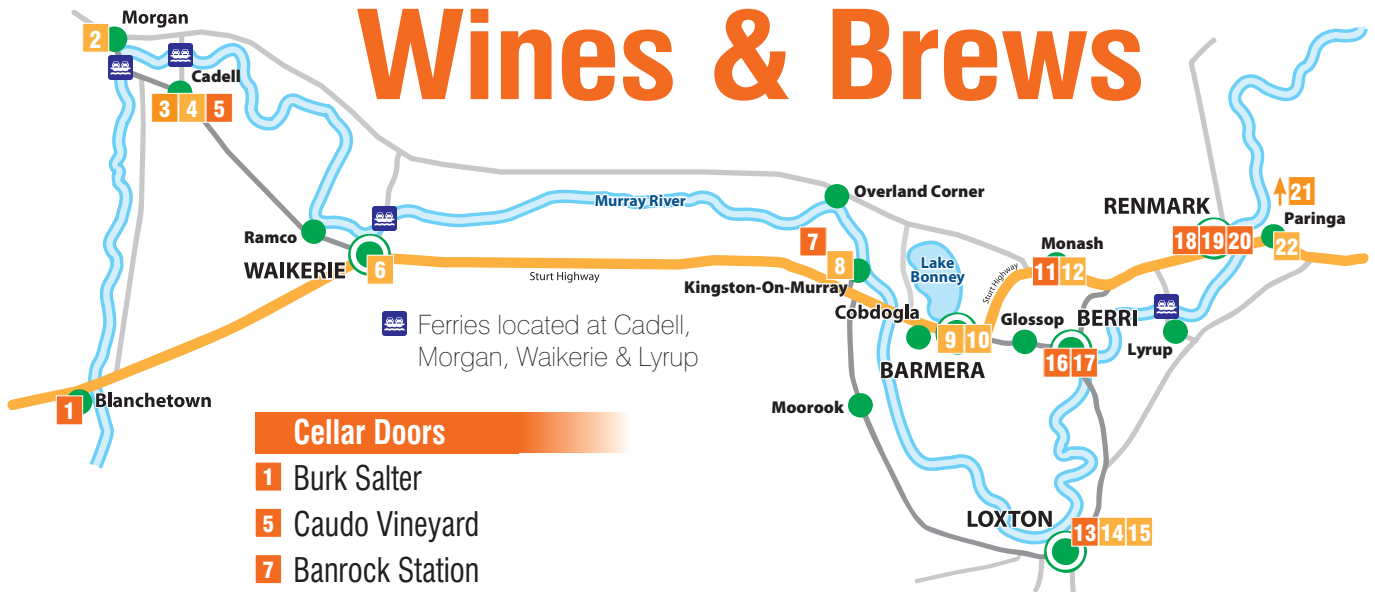 Wines & Brews
Morgan
2
Cadell
3 4 5
Ramco
WAIKERIE
6
Murray River
Sturt Highway
Overland Corner
7
8
Kingston-On-Murray
Lake
Bonney
Cobdogla
9 10
BARMERA
Sturt Highway
Monash
11 12
Glossop
BERRI
16 17
RENMARK
18 19 20
21
Paringa
22
Lyrup
Moorook
LOXTON
13 14 15
1
Blanchetown
Ferries located at Cadell,
Morgan, Waikerie & Lyrup
Cellar Doors
1 Burk Salter
5 Caudo Vineyard
7 Banrock Station